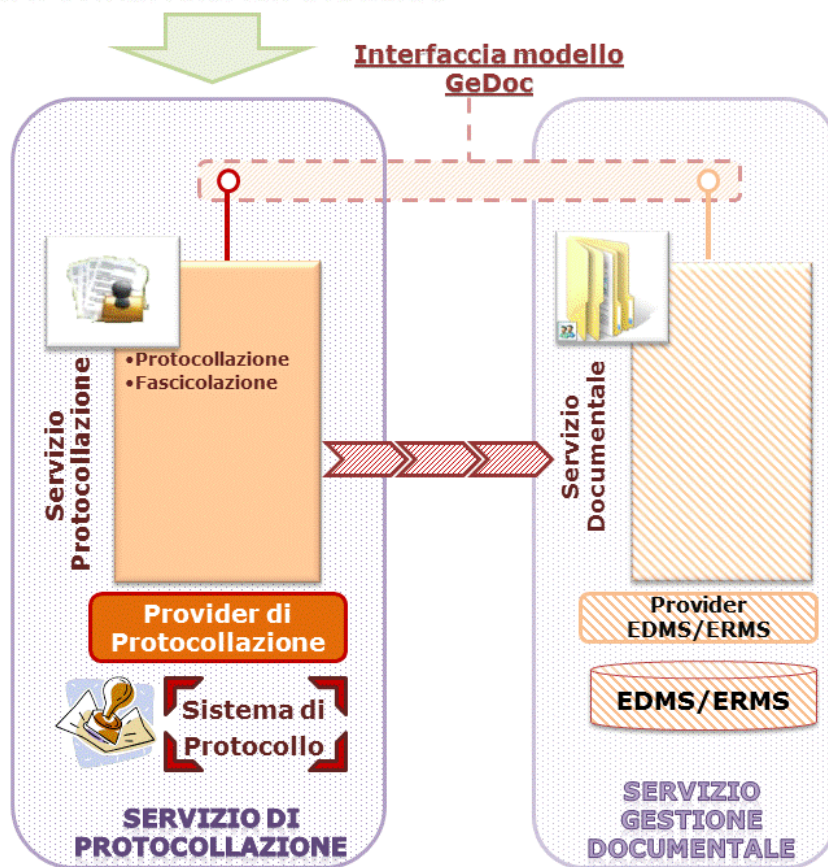 Interfaccia modello
GeDoc
•Protocollazione
•Fascicolazione
Servizio
Protocollazione
Provider di
Protocollazione
Sistema di
Protocollo
SERVIZIO DI
PROTOCOLLAZIONE
Servizio
Documentale
Provider
EDMS/ERMS
EDMS/ERMS
SERVIZIO
GESTIONE
DOCUMENTALE